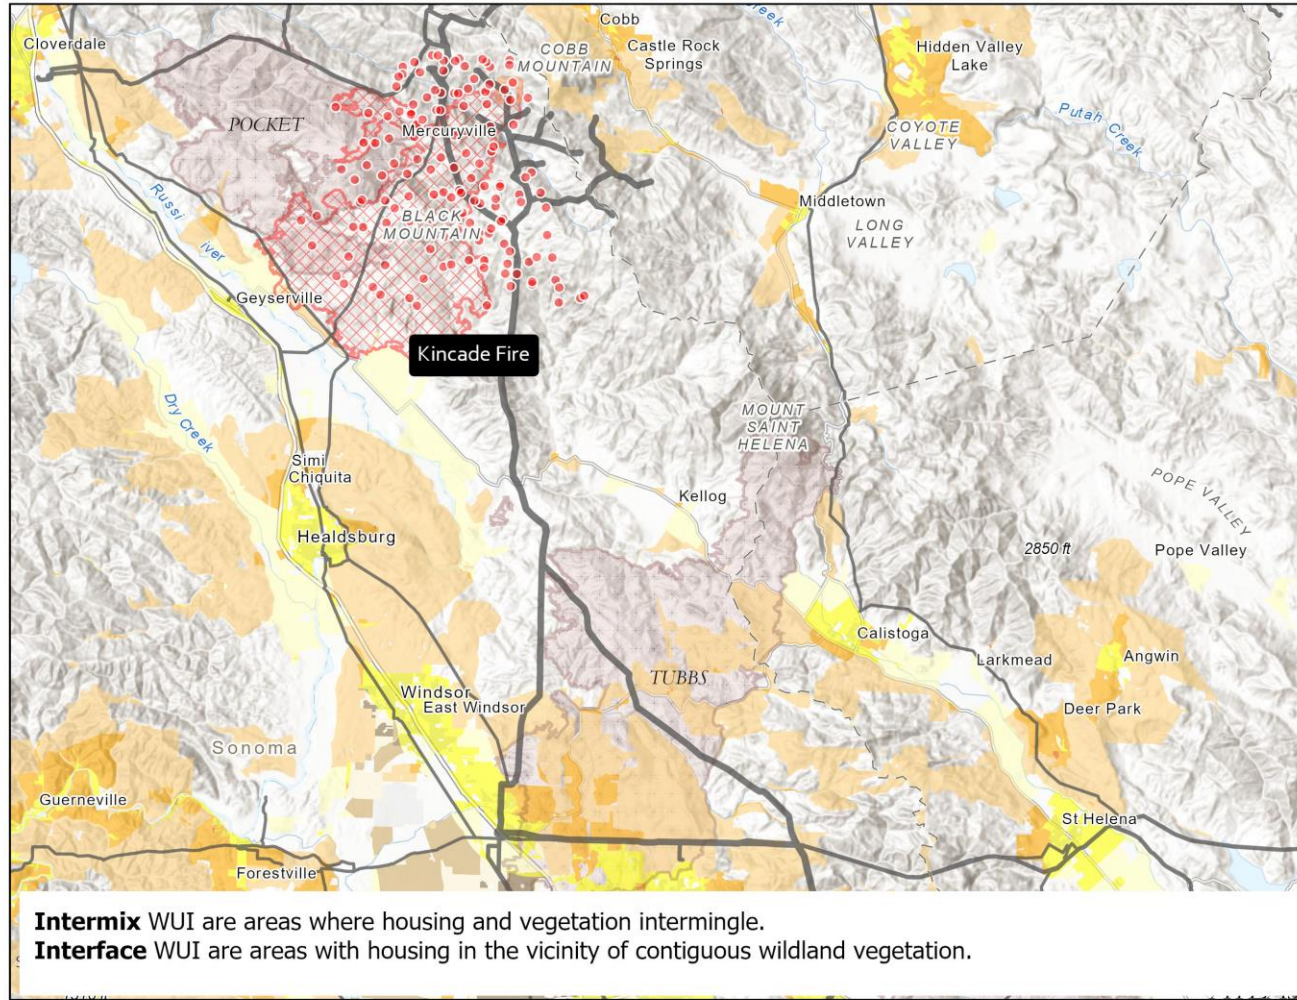 Cobb
Creek
Cloverdale
COBB
MOUNTAIN
Castle Rock
Springs
Hidden Valley
Lake
POCKET
Mercuryville
COYOTE
VALLEY
Putah Creek
Russi
iver
BLACK
MOUNTAIN
Middletown
LONG
VALLEY
Geyserville
Kincade Fire
Dry Creek
MOUNT
SAINT
HELENA
Simi
Chiquita
Kellog
POPE VALLEY
Healdsburg
2850 ft
Pope Valley
Calistoga
Larkmead
Angwin
TUBBS
Windsor
East Windsor
Deer Park
Sonoma
Guerneville
St Helena
Forestville
Intermix WUI are areas where housing and vegetation intermingle.
Interface WUI are areas with housing in the vicinity of contiguous wildland vegetation.